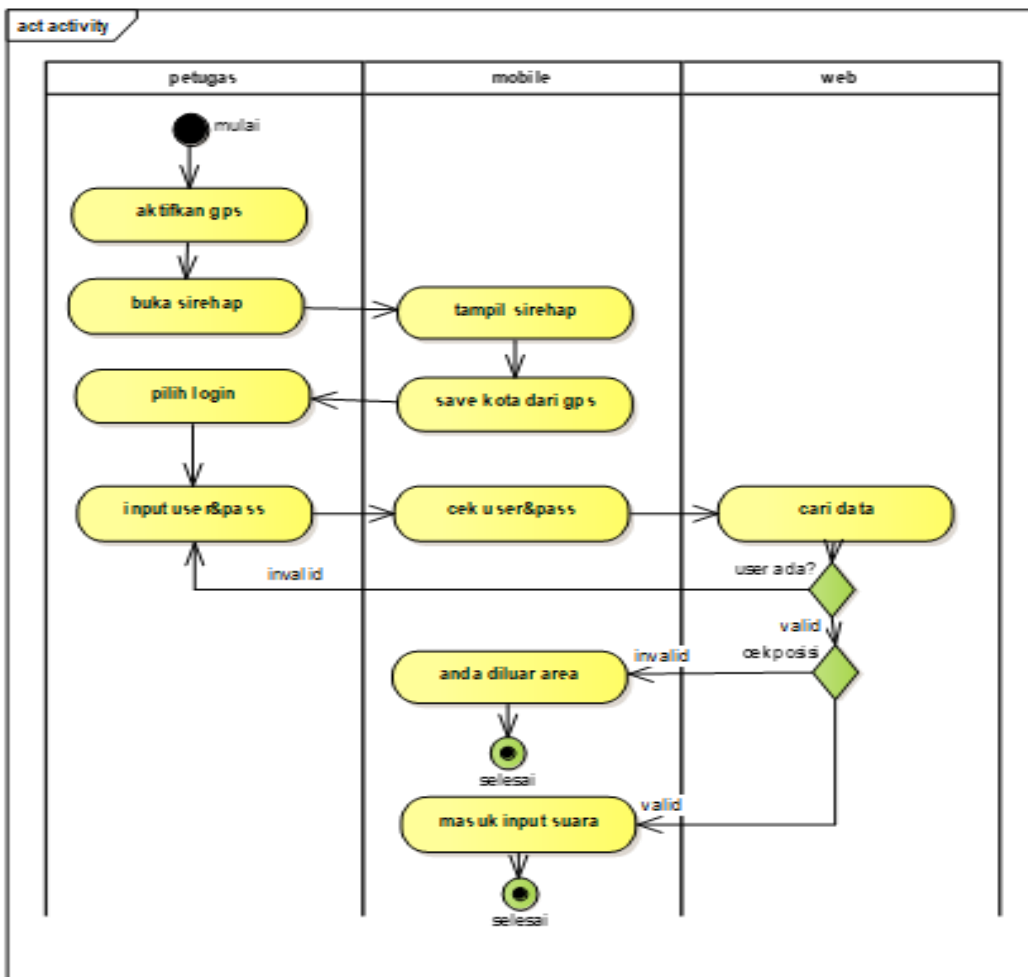 act activity
petugas
mobile
web
mulai
aktifkan gps
buka sirehap
tampil sirehap
pilih login
save kota dari gps
input user&pass
cek user&pass
cari data
invalid
user ada?
valid
cek posisi
invalid
anda diluar area
selesai
valid
masuk input suara
selesai